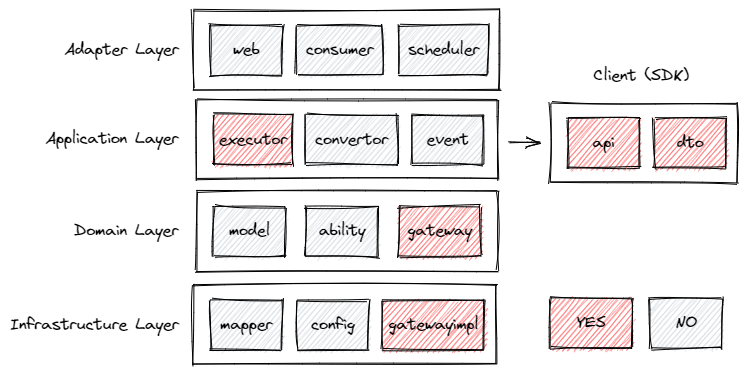 Adapter Layer
web
consumer
scheduler
Client (SDK)
Application Layer
executor
convertor
event
api
dto
Domain Layer
model
ability
gateway
Infrastructure Layer
mapper
config
gatewayimpl
YES
NO